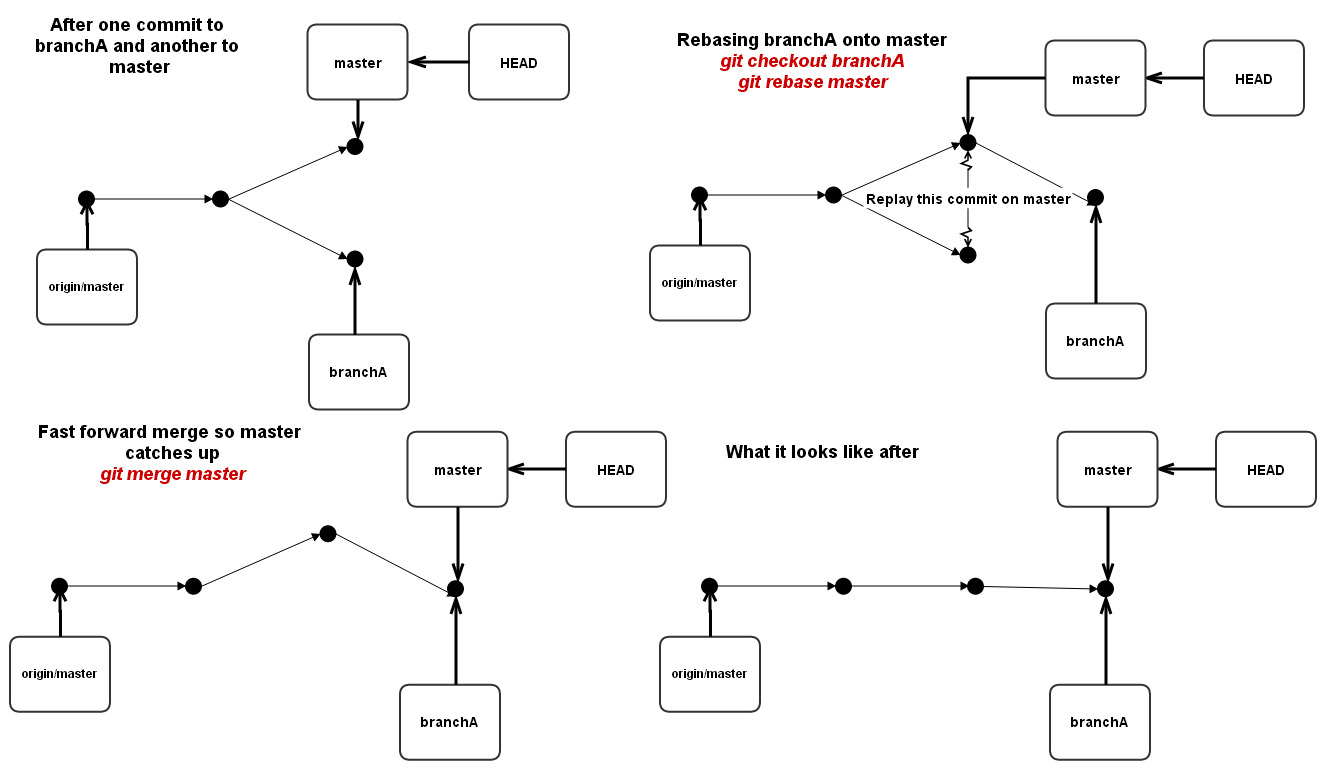 After one commit to
branchA and another to
master
master
HEAD
origin/master
branchA
Rebasing branchA onto master
git checkout branchA
git rebase master
master
HEAD
Replay this commit on master
origin/master
branchA
Fast forward merge so master
catches up
git merge master
master
HEAD
origin/master
branchA
What it looks like after
master
HEAD
origin/master
branchA